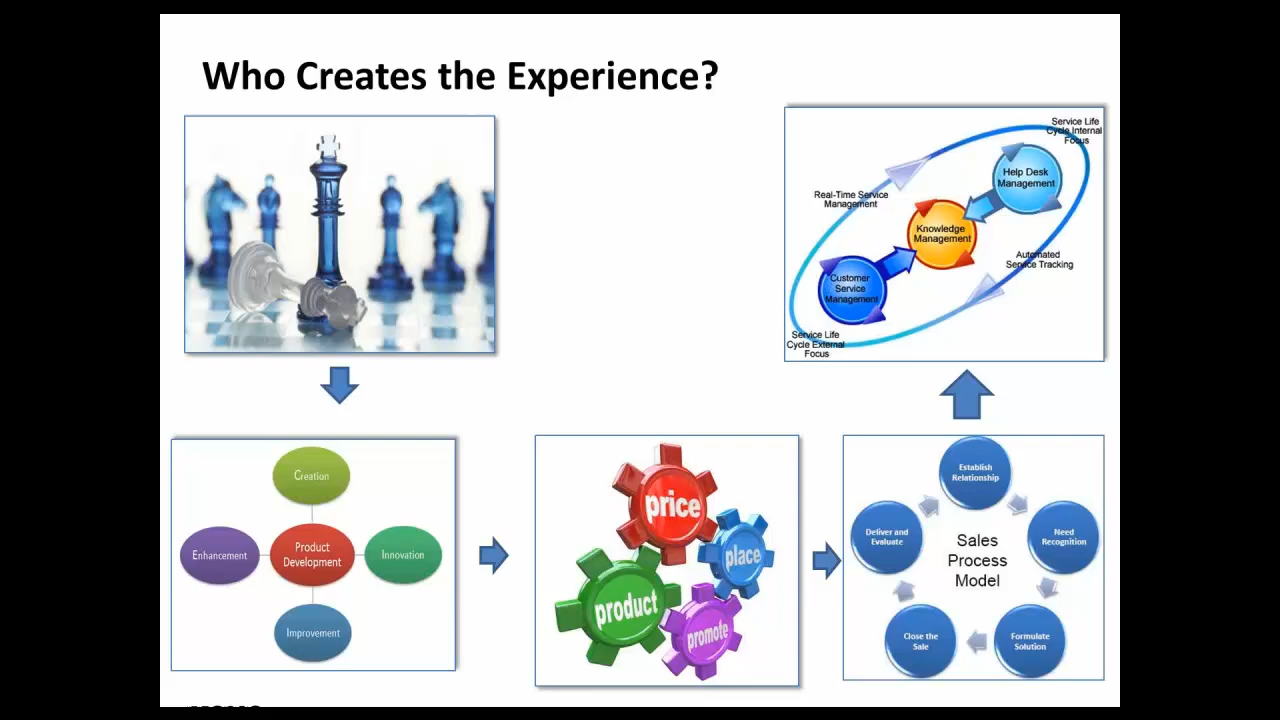 Who Creates the Experience?
Service Life
Cycle Internal
Focus
Help Desk
Management
Real-Time Service
Management
Knowledge
Management
Automated
Service Tracking
Customer
Service
Management
Service Life
Cycle External
Focus
Creation
Enhancement
Product
Development
Innovation
Improvement
price
place
product
promote
Establish
Relationship
Deliver and
Evaluate
Need
Recognition
Sales
Process
Model
Close the
Sale
Formulate
Solution